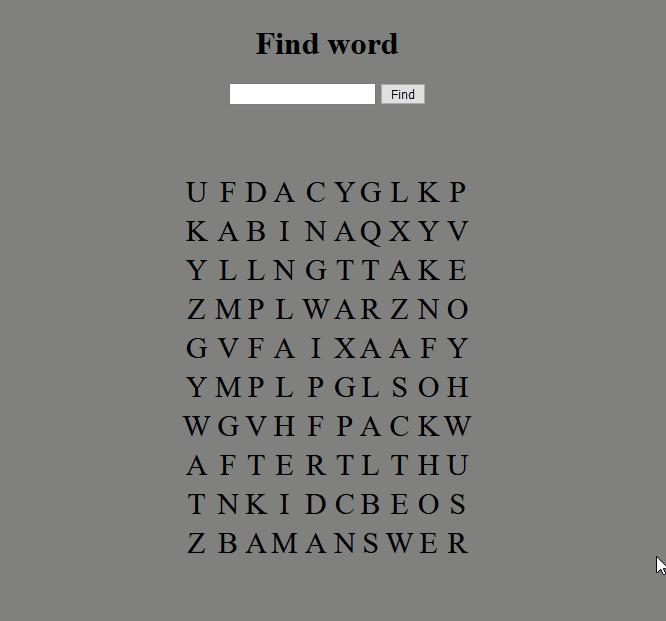 Find word
Find
U F D A C Y G L K P
K A B I N A Q X Y V
Y L L N G T T A K E
Z M P L W A R Z N O
G V F A I X A A F Y
Y M P L P G L S O H
W G V H F P A C K W
A F T E R T L T H U
T N K I D C B E O S
Z B A M A N S W E R